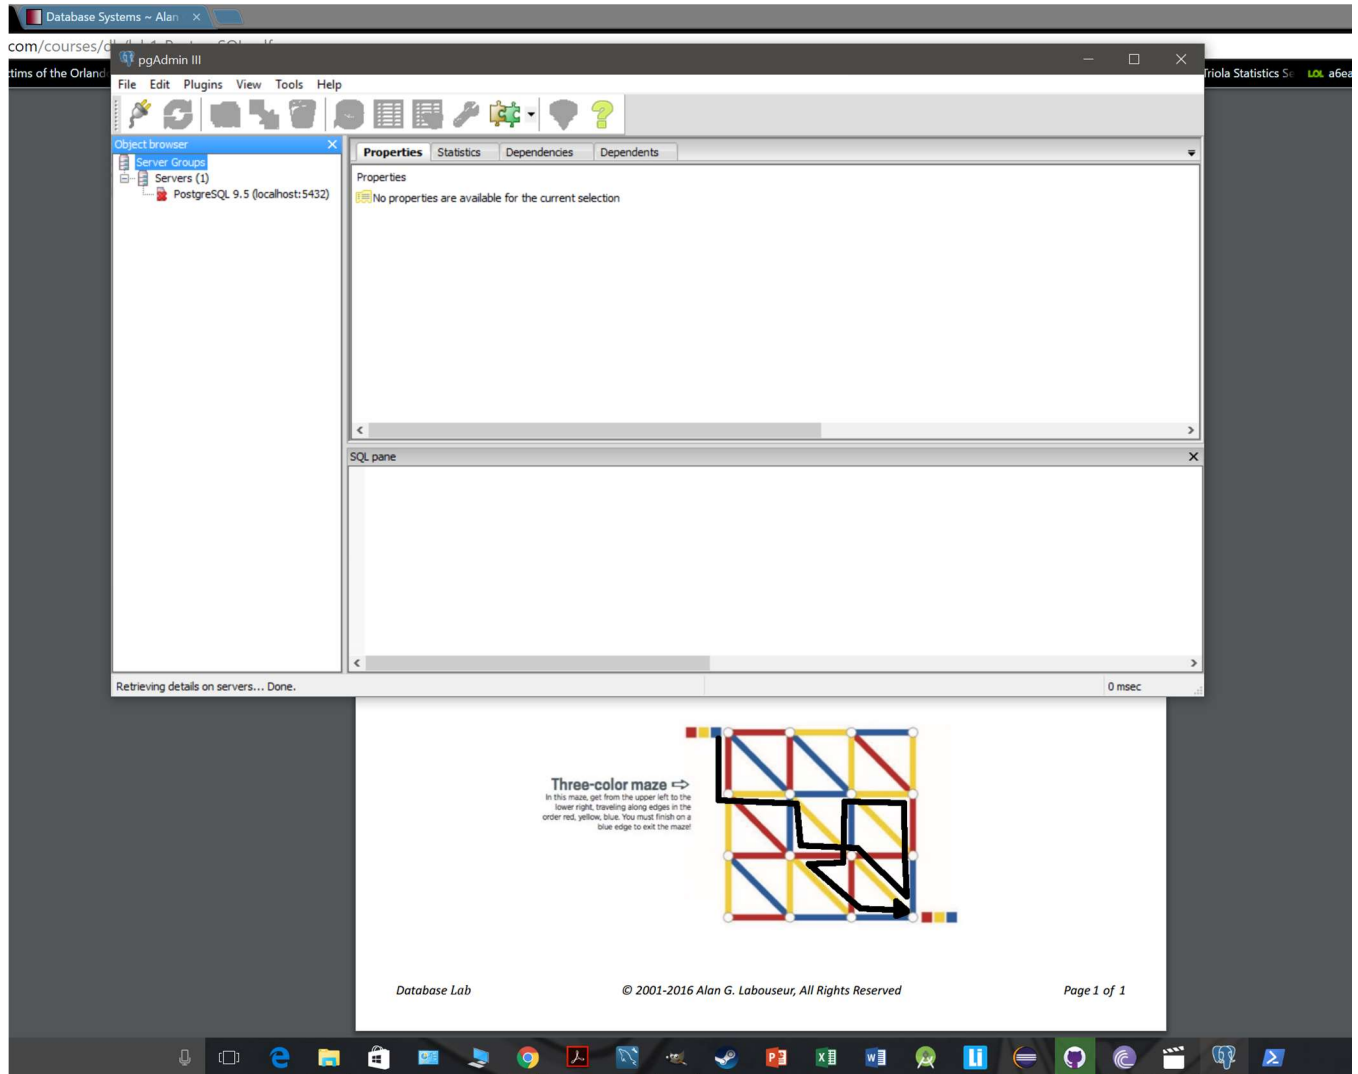 Database Systems ~ Alan
com/courses/
pgAdmin III
tims of the Orland
Triola Statistics Se
LOL a6ea
File Edit Plugins View Tools Help
Object browser
Properties Statistics Dependencies Dependents
Server Groups
Servers (1)
PostgreSQL 9.5 (localhost:5432)
Properties
No properties are available for the current selection
SQL pane
Retrieving details on servers... Done.
0 msec
Three-color maze
In this maze, get from the upper left to the
lower right, traveling along edges in the
order red, yellow, blue. You must finish on a
blue edge to exit the maze!
Database Lab
© 2001-2016 Alan G. Labouseur, All Rights Reserved
Page 1 of 1